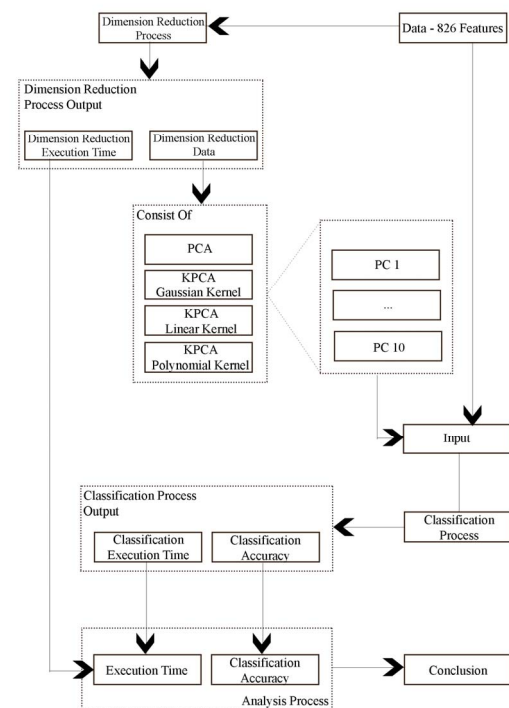 Dimension Reduction
Process
Data - 826 Features
Dimension Reduction
Process Output
Dimension Reduction
Execution Time
Dimension Reduction
Data
Consist Of
PCA
KPCA
Gaussian Kernel
KPCA
Linear Kernel
KPCA
Polynomial Kernel
PC 1
...
PC 10
Input
Classification
Process
Classification Process
Output
Classification
Execution Time
Classification
Accuracy
Execution Time
Classification
Accuracy
Analysis Process
Conclusion